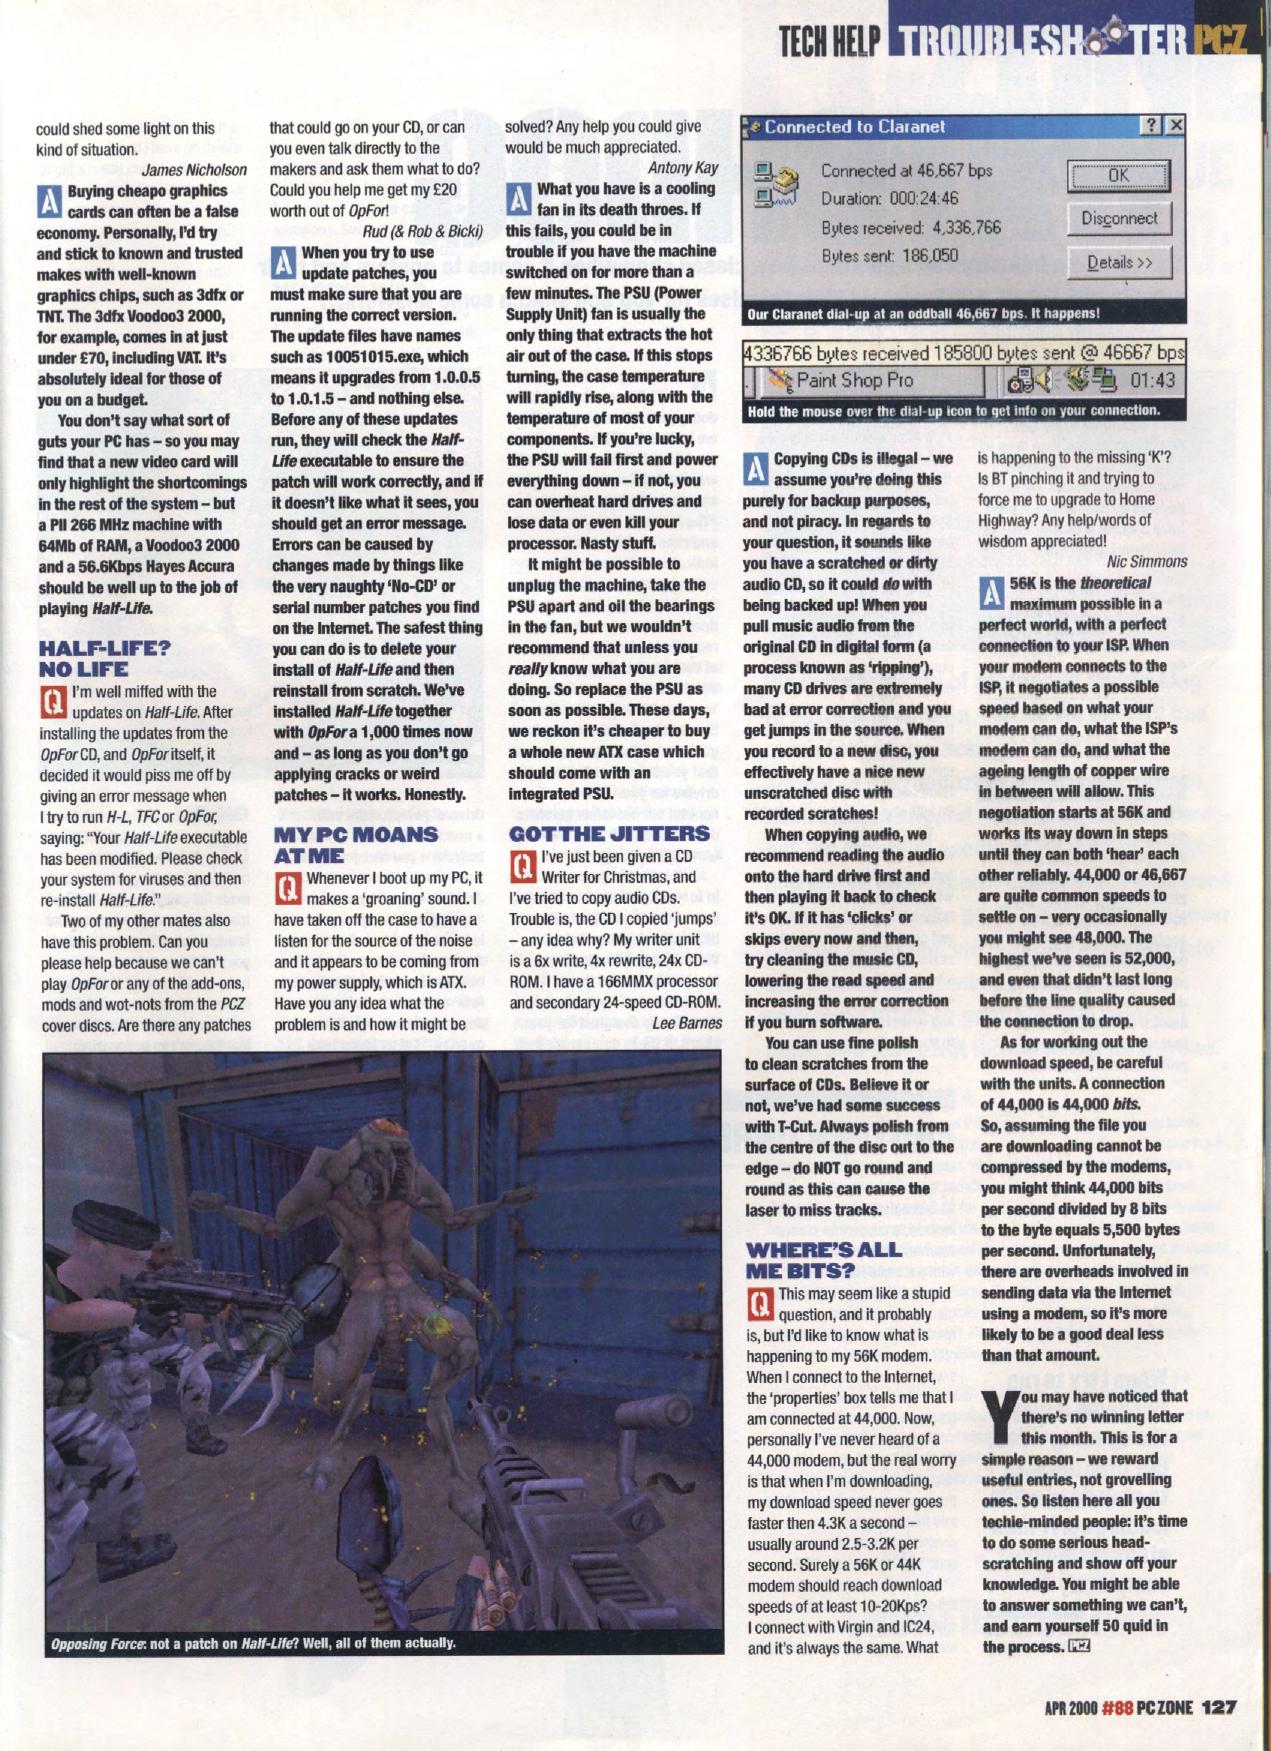 TECH HELP TROUBLESHOOTER PCZ
could shed some light on this
kind of situation.
James Nicholson
A Buying cheapo graphics
cards can often be a false
economy. Personally, I'd try
and stick to known and trusted
makes with well-known
graphics chips, such as 3dfx or
TNT. The 3dfx Voodoo3 2000,
for example, comes in at just
under £70, including VAT. It's
absolutely ideal for those of
you on a budget.
You don't say what sort of
guts your PC has – so you may
find that a new video card will
only highlight the shortcomings
in the rest of the system – but
a PII 266 MHz machine with
64Mb of RAM, a Voodoo3 2000
and a 56.6Kbps Hayes Accura
should be well up to the job of
playing Half-Life.
HALF-LIFE?
NO LIFE
Q I'm well miffed with the
updates on Half-Life. After
installing the updates from the
OpFor CD, and OpFor itself, it
decided it would piss me off by
giving an error message when
I try to run H-L, TFC or OpFor,
saying: "Your Half-Life executable
has been modified. Please check
your system for viruses and then
re-install Half-Life."
Two of my other mates also
have this problem. Can you
please help because we can't
play OpFor or any of the add-ons,
mods and wot-nots from the PCZ
cover discs. Are there any patches
that could go on your CD, or can
you even talk directly to the
makers and ask them what to do?
Could you help me get my £20
worth out of OpFor!
Rud (& Rob & Bicki)
A When you try to use
update patches, you
must make sure that you are
running the correct version.
The update files have names
such as 10051015.exe, which
means it upgrades from 1.0.0.5
to 1.0.1.5 – and nothing else.
Before any of these updates
run, they will check the Half-
Life executable to ensure the
patch will work correctly, and if
it doesn't like what it sees, you
should get an error message.
Errors can be caused by
changes made by things like
the very naughty 'No-CD' or
serial number patches you find
on the Internet. The safest thing
you can do is to delete your
install of Half-Life and then
reinstall from scratch. We've
installed Half-Life together
with OpFor a 1,000 times now
and – as long as you don't go
applying cracks or weird
patches – it works. Honestly.
MY PC MOANS
AT ME
Q Whenever I boot up my PC, it
makes a 'groaning' sound. I
have taken off the case to have a
listen for the source of the noise
and it appears to be coming from
my power supply, which is ATX.
Have you any idea what the
problem is and how it might be
solved? Any help you could give
would be much appreciated.
Antony Kay
A What you have is a cooling
fan in its death throes. If
this fails, you could be in
trouble if you have the machine
switched on for more than a
few minutes. The PSU (Power
Supply Unit) fan is usually the
only thing that extracts the hot
air out of the case. If this stops
turning, the case temperature
will rapidly rise, along with the
temperature of most of your
components. If you're lucky,
the PSU will fail first and power
everything down – if not, you
can overheat hard drives and
lose data or even kill your
processor. Nasty stuff.
It might be possible to
unplug the machine, take the
PSU apart and oil the bearings
in the fan, but we wouldn't
recommend that unless you
really know what you are
doing. So replace the PSU as
soon as possible. These days,
we reckon it's cheaper to buy
a whole new ATX case which
should come with an
integrated PSU.
GOT THE JITTERS
Q I've just been given a CD
Writer for Christmas, and
I've tried to copy audio CDs.
Trouble is, the CD I copied 'jumps'
– any idea why? My writer unit
is a 6x write, 4x rewrite, 24x CD-
ROM. I have a 166MMX processor
and secondary 24-speed CD-ROM.
Lee Barnes
Opposing Force: not a patch on Half-Life? Well, all of them actually.
Connected to Claranet ? X
Connected at 46,667 bps
Duration: 000:24:46
Bytes received: 4,336,766
Bytes sent: 186,050
OK
Disconnect
Details >>
Our Claranet dial-up at an oddball 46,667 bps. It happens!
4336766 bytes received 185800 bytes sent @ 46667 bps
Paint Shop Pro 01:43
Hold the mouse over the dial-up icon to get info on your connection.
A Copying CDs is illegal – we
assume you're doing this
purely for backup purposes,
and not piracy. In regards to
your question, it sounds like
you have a scratched or dirty
audio CD, so it could do with
being backed up! When you
pull music audio from the
original CD in digital form (a
process known as 'ripping'),
many CD drives are extremely
bad at error correction and you
get jumps in the source. When
you record to a new disc, you
effectively have a nice new
unscratched disc with
recorded scratches!
When copying audio, we
recommend reading the audio
onto the hard drive first and
then playing it back to check
it's OK. If it has 'clicks' or
skips every now and then,
try cleaning the music CD,
lowering the read speed and
increasing the error correction
if you burn software.
You can use fine polish
to clean scratches from the
surface of CDs. Believe it or
not, we've had some success
with T-Cut. Always polish from
the centre of the disc out to the
edge – do NOT go round and
round as this can cause the
laser to miss tracks.
WHERE'S ALL
ME BITS?
Q This may seem like a stupid
question, and it probably
is, but I'd like to know what is
happening to my 56K modem.
When I connect to the Internet,
the 'properties' box tells me that I
am connected at 44,000. Now,
personally I've never heard of a
44,000 modem, but the real worry
is that when I'm downloading,
my download speed never goes
faster then 4.3K a second –
usually around 2.5-3.2K per
second. Surely a 56K or 44K
modem should reach download
speeds of at least 10-20Kps?
I connect with Virgin and IC24,
and it's always the same. What
is happening to the missing 'K'?
Is BT pinching it and trying to
force me to upgrade to Home
Highway? Any help/words of
wisdom appreciated!
Nic Simmons
A 56K is the theoretical
maximum possible in a
perfect world, with a perfect
connection to your ISP. When
your modem connects to the
ISP, it negotiates a possible
speed based on what your
modem can do, what the ISP's
modem can do, and what the
ageing length of copper wire
in between will allow. This
negotiation starts at 56K and
works its way down in steps
until they can both 'hear' each
other reliably. 44,000 or 46,667
are quite common speeds to
settle on – very occasionally
you might see 48,000. The
highest we've seen is 52,000,
and even that didn't last long
before the line quality caused
the connection to drop.
As for working out the
download speed, be careful
with the units. A connection
of 44,000 is 44,000 bits.
So, assuming the file you
are downloading cannot be
compressed by the modems,
you might think 44,000 bits
per second divided by 8 bits
to the byte equals 5,500 bytes
per second. Unfortunately,
there are overheads involved in
sending data via the Internet
using a modem, so it's more
likely to be a good deal less
than that amount.
You may have noticed that
there's no winning letter
this month. This is for a
simple reason – we reward
useful entries, not grovelling
ones. So listen here all you
techie-minded people: it's time
to do some serious head-
scratching and show off your
knowledge. You might be able
to answer something we can't,
and earn yourself 50 quid in
the process. PCZ
APR 2000 #88 PC ZONE 127